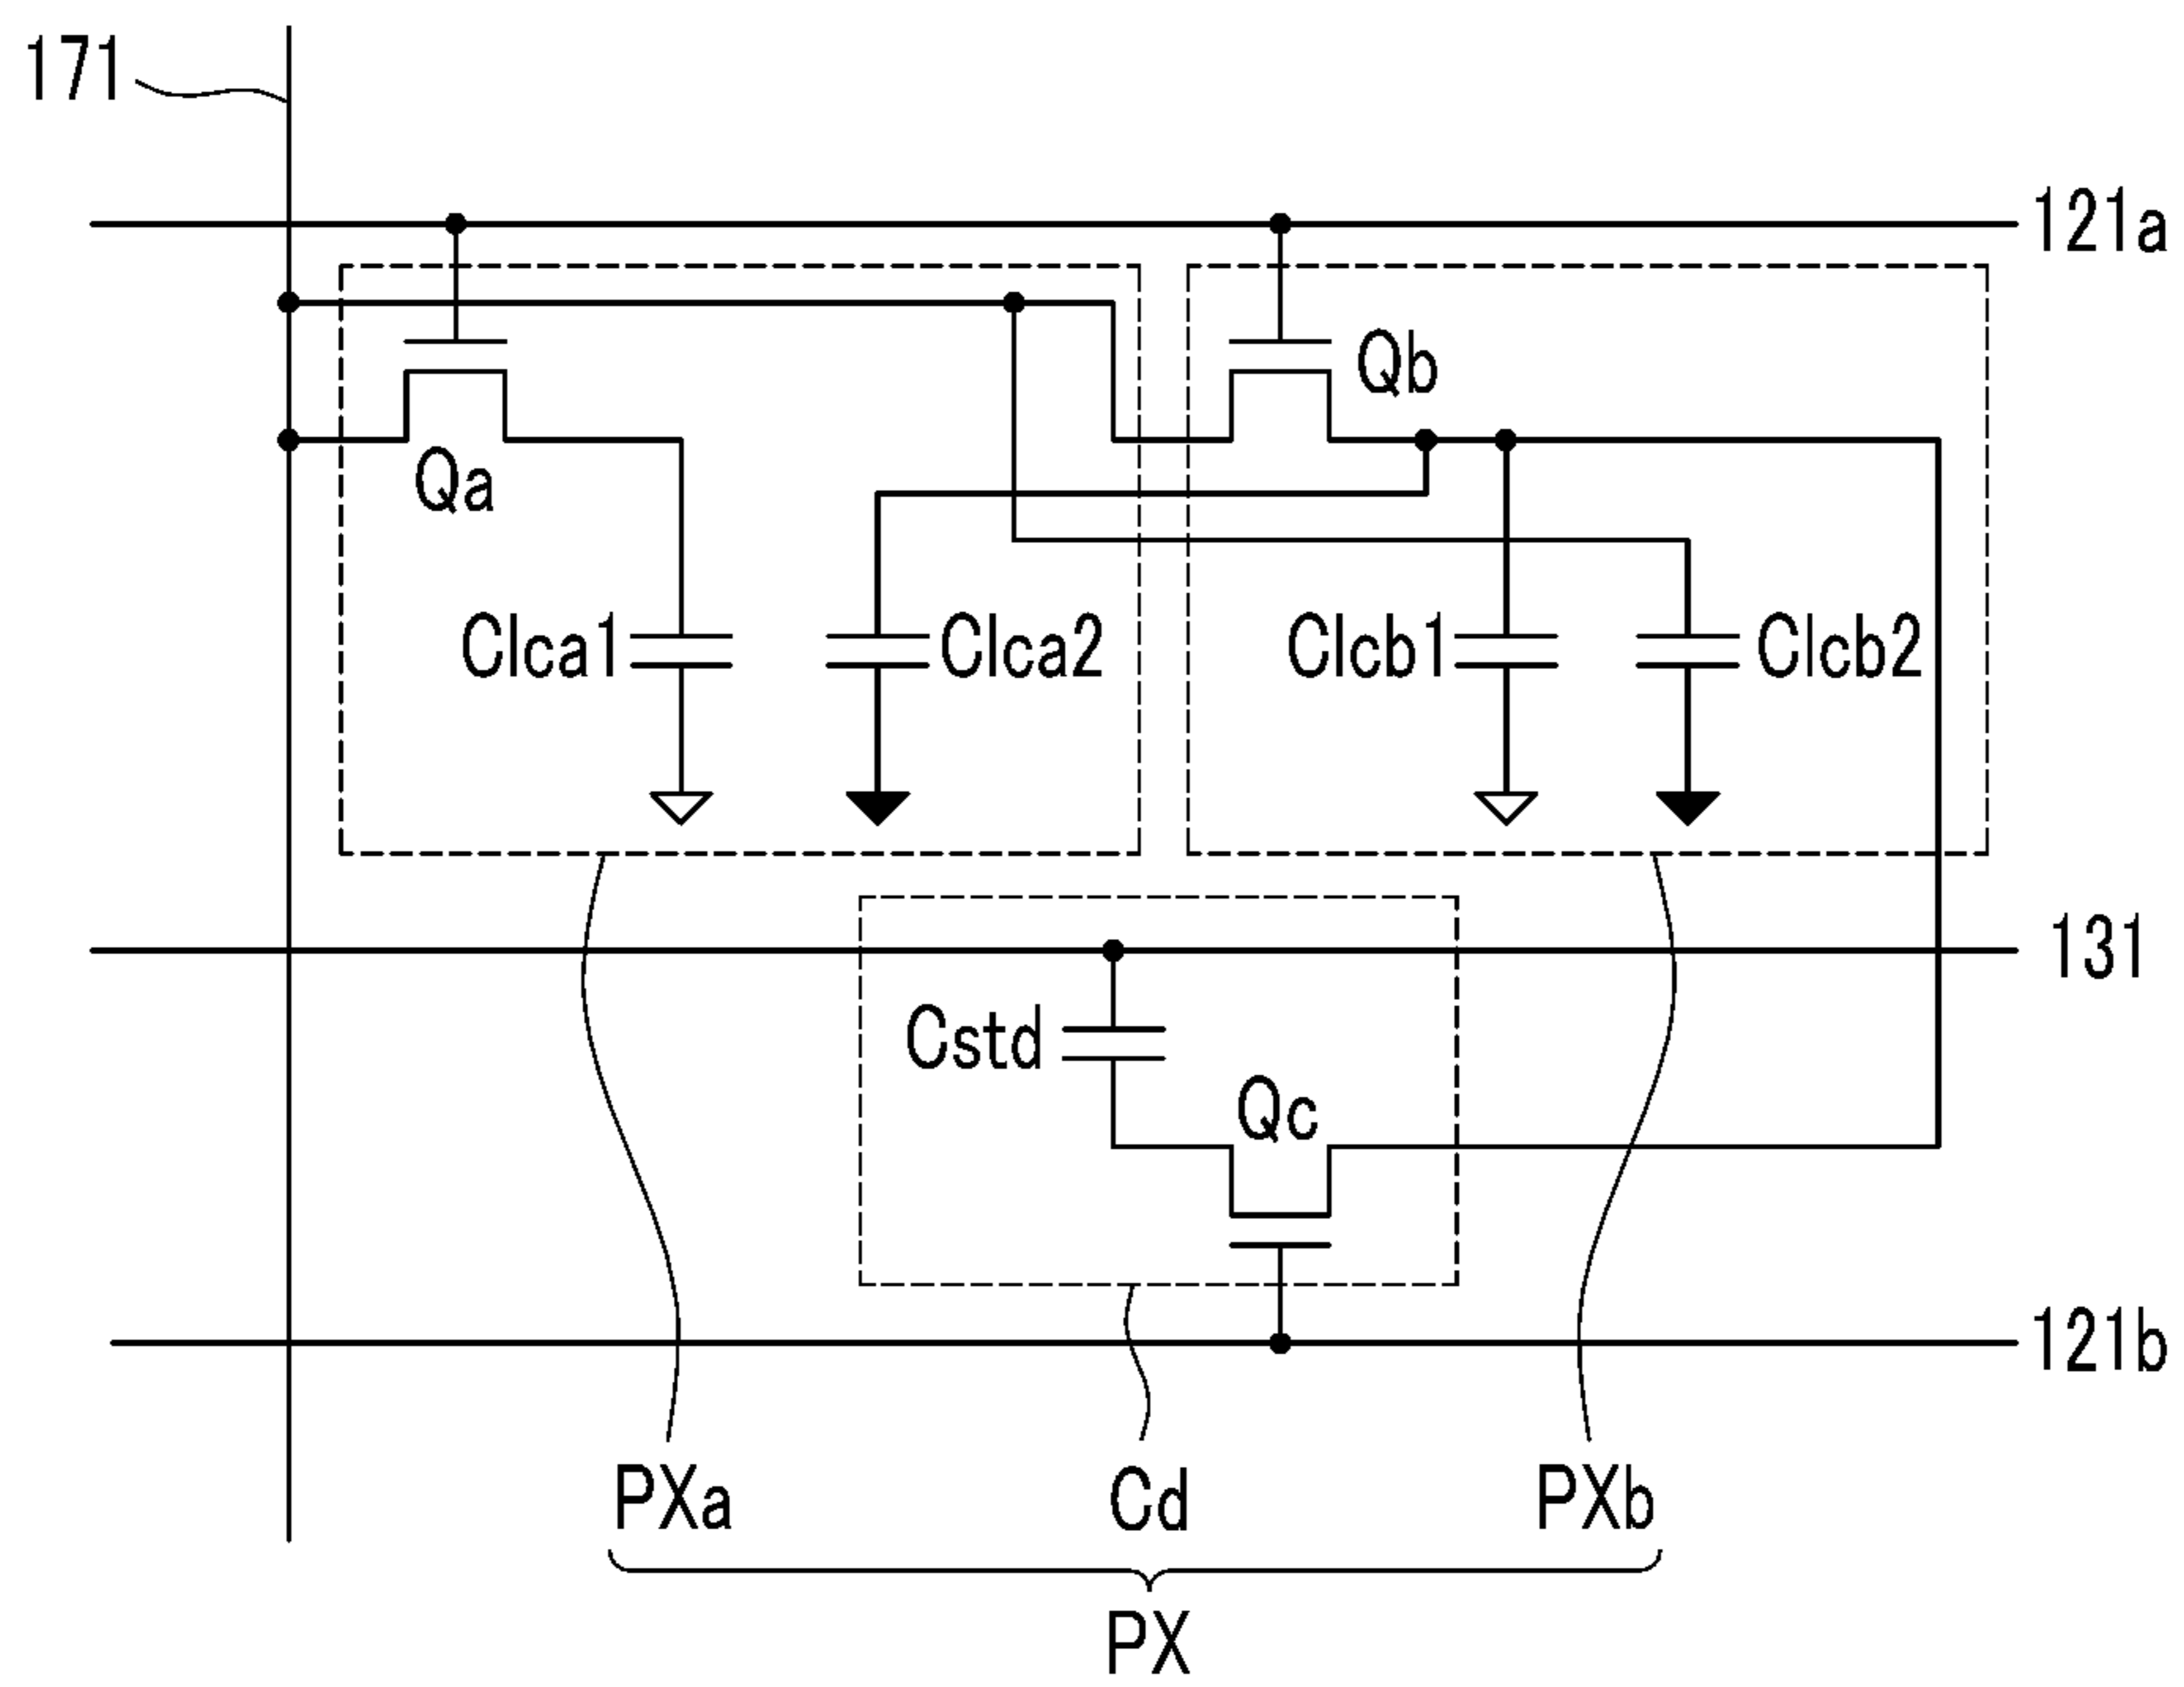 171
121a
Qb
Qa
Clca1
Clca2
Clcb1
Clcb2
131
Cstd
Qc
121b
PXa
Cd
PXb
PX